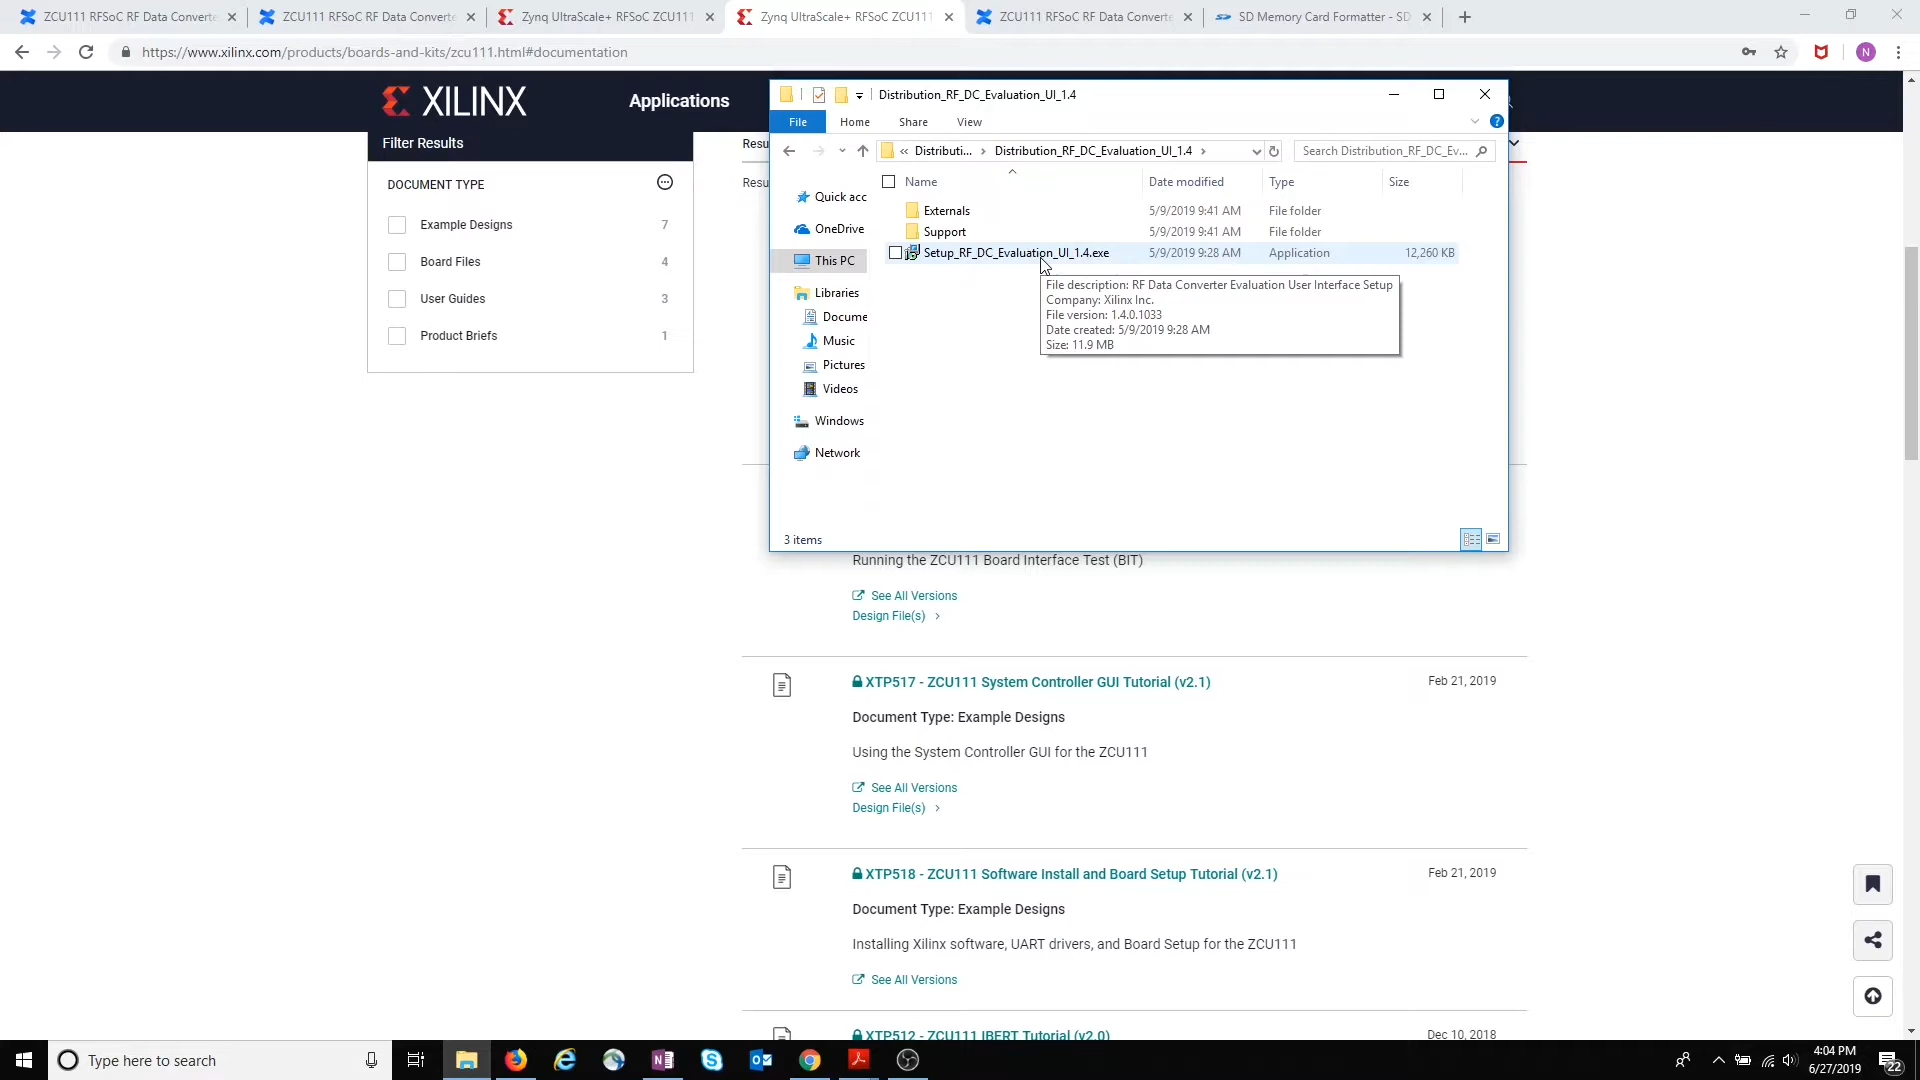 ZCU111 RFSoC RF Data Converte
ZCU111 RFSoC RF Data Converte
Zynq UltraScale+ RFSoC ZCU111
Zynq UltraScale+ RFSoC ZCU111
ZCU111 RFSoC RF Data Converte
SD Memory Card Formatter - SD
https://www.xilinx.com/products/boards-and-kits/zcu111.html#documentation
N
XILINX
Applications
Filter Results
DOCUMENT TYPE
Example Designs 7
Board Files 4
User Guides 3
Product Briefs 1
Resu
Resu
Distribution_RF_DC_Evaluation_UI_1.4
File Home Share View
« Distributi... › Distribution_RF_DC_Evaluation_UI_1.4 ›
Search Distribution_RF_DC_Ev...
Quick acc
OneDrive
This PC
Libraries
Docume
Music
Pictures
Videos
Windows
Network
Name Date modified Type Size
Externals 5/9/2019 9:41 AM File folder
Support 5/9/2019 9:41 AM File folder
Setup_RF_DC_Evaluation_UI_1.4.exe 5/9/2019 9:28 AM Application 12,260 KB
File description: RF Data Converter Evaluation User Interface Setup
Company: Xilinx Inc.
File version: 1.4.0.1033
Date created: 5/9/2019 9:28 AM
Size: 11.9 MB
3 items
Running the ZCU111 Board Interface Test (BIT)
See All Versions
Design File(s) ›
XTP517 - ZCU111 System Controller GUI Tutorial (v2.1) Feb 21, 2019
Document Type: Example Designs
Using the System Controller GUI for the ZCU111
See All Versions
Design File(s) ›
XTP518 - ZCU111 Software Install and Board Setup Tutorial (v2.1) Feb 21, 2019
Document Type: Example Designs
Installing Xilinx software, UART drivers, and Board Setup for the ZCU111
See All Versions
XTP512 - ZCU111 IBERT Tutorial (v2.0) Dec 10, 2018
Type here to search
4:04 PM
6/27/2019
22